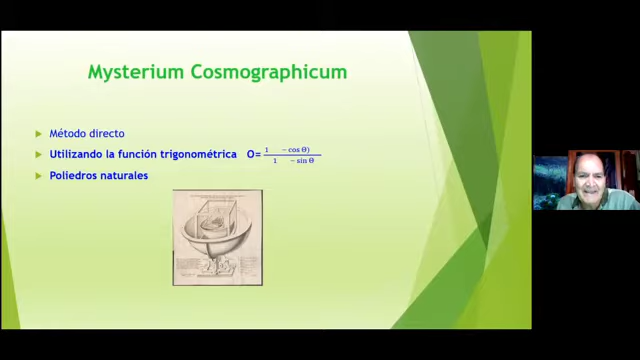 Mysterium Cosmographicum
Método directo
Utilizando la función trigonométrica O= 1 −cos Θ) / 1 −sin Θ
Poliedros naturales